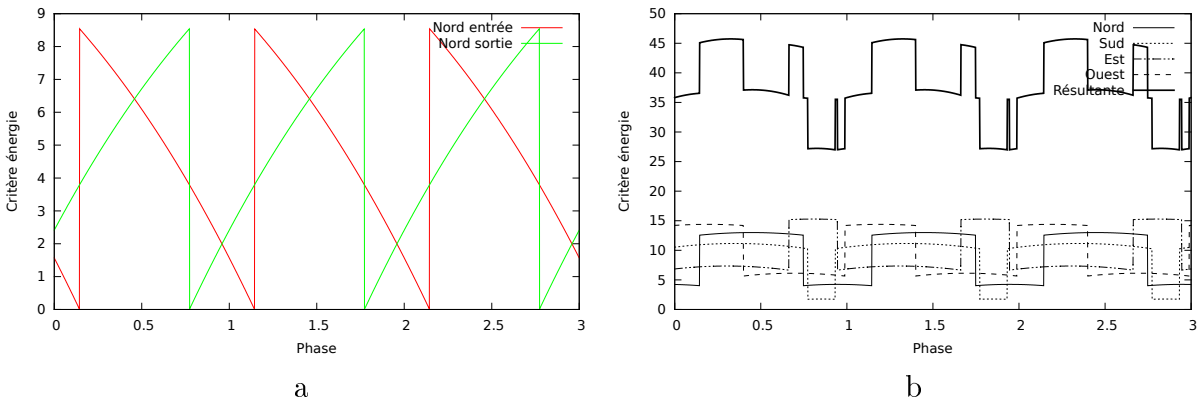 Critère énergie
9
8
7
6
5
4
3
2
1
0
Nord entrée
Nord sortie
0
0.5
1
1.5
2
2.5
3
Phase
a
Critère énergie
50
45
40
35
30
25
20
15
10
5
0
Nord
Sud
Est
Ouest
Résultante
0
0.5
1
1.5
2
2.5
3
Phase
b